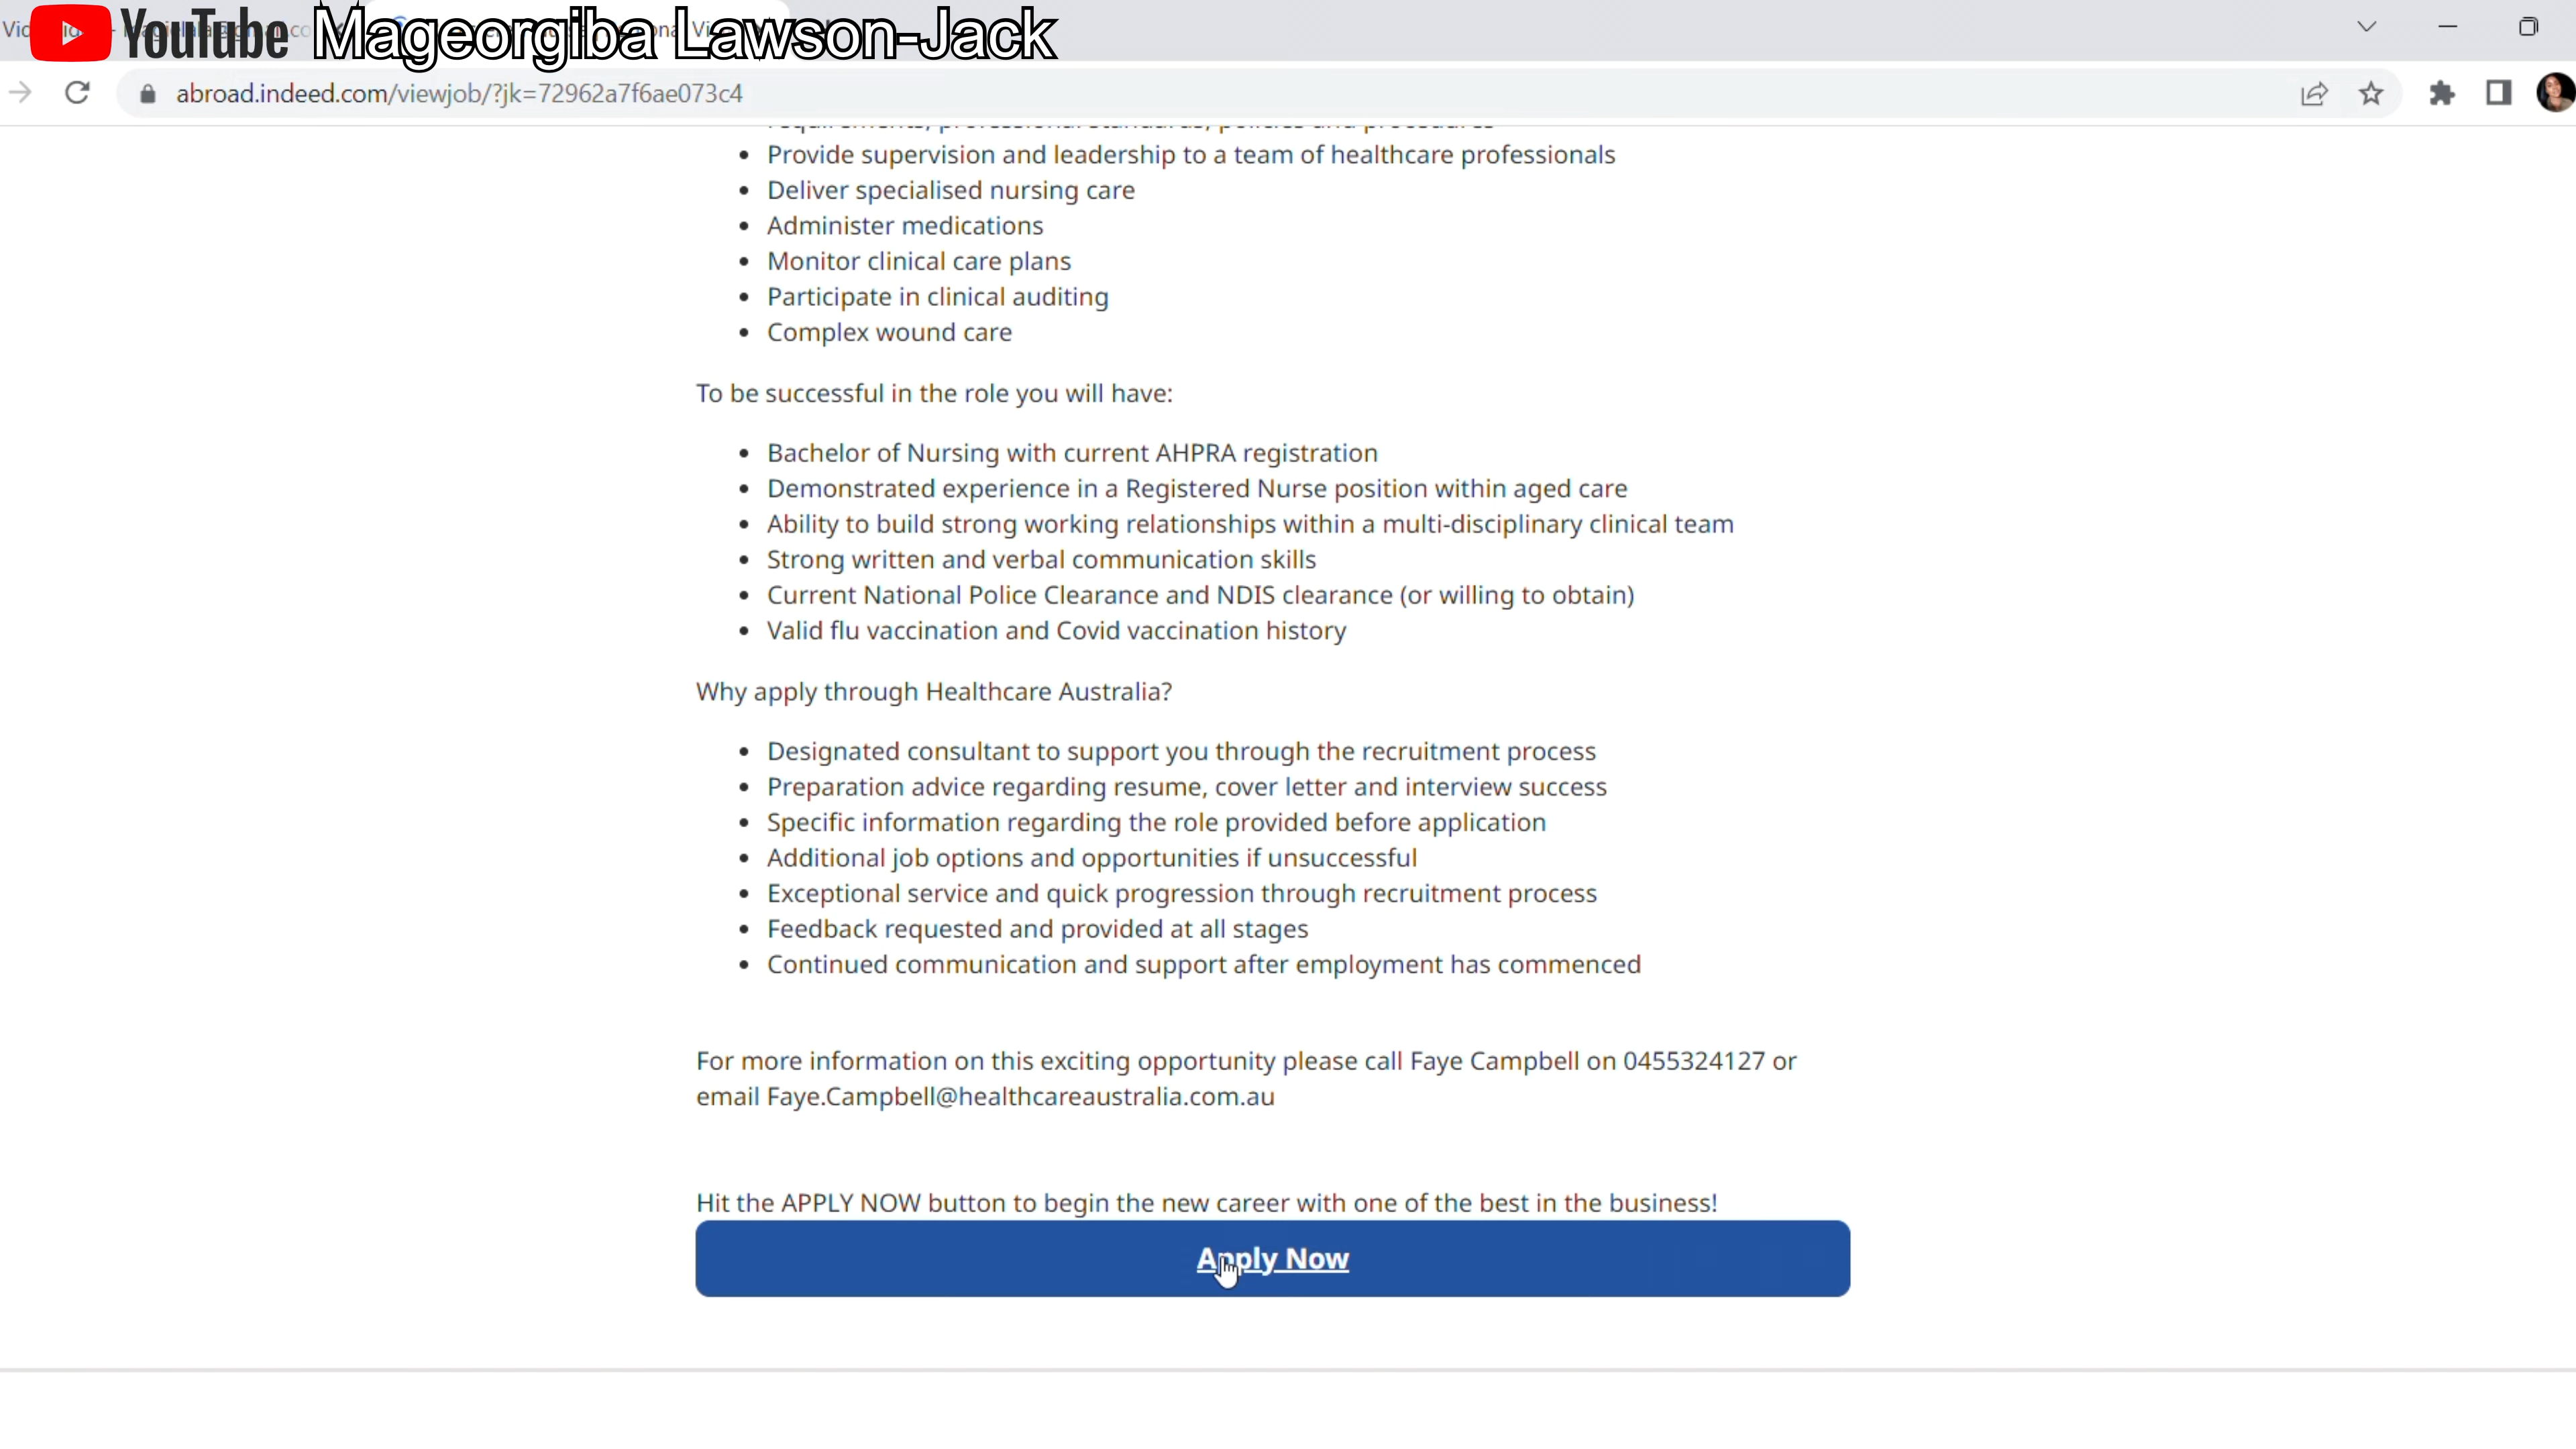 YouTube Mageorgiba Lawson-Jack
abroad.indeed.com/viewjob/?jk=72962a7f6ae073c4
requirements, professional standards, policies and procedures
• Provide supervision and leadership to a team of healthcare professionals
• Deliver specialised nursing care
• Administer medications
• Monitor clinical care plans
• Participate in clinical auditing
• Complex wound care
To be successful in the role you will have:
• Bachelor of Nursing with current AHPRA registration
• Demonstrated experience in a Registered Nurse position within aged care
• Ability to build strong working relationships within a multi-disciplinary clinical team
• Strong written and verbal communication skills
• Current National Police Clearance and NDIS clearance (or willing to obtain)
• Valid flu vaccination and Covid vaccination history
Why apply through Healthcare Australia?
• Designated consultant to support you through the recruitment process
• Preparation advice regarding resume, cover letter and interview success
• Specific information regarding the role provided before application
• Additional job options and opportunities if unsuccessful
• Exceptional service and quick progression through recruitment process
• Feedback requested and provided at all stages
• Continued communication and support after employment has commenced
For more information on this exciting opportunity please call Faye Campbell on 0455324127 or
email Faye.Campbell@healthcareaustralia.com.au
Hit the APPLY NOW button to begin the new career with one of the best in the business!
Apply Now